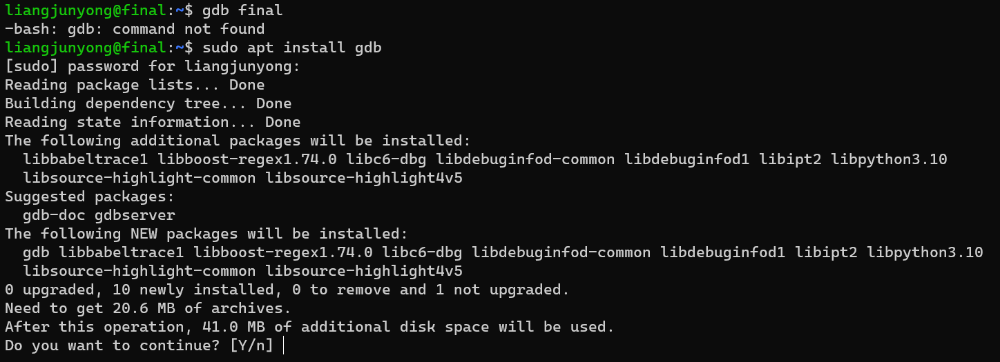 liangjunyong@final:~$ gdb final
-bash: gdb: command not found
liangjunyong@final:~$ sudo apt install gdb
[sudo] password for liangjunyong:
Reading package lists... Done
Building dependency tree... Done
Reading state information... Done
The following additional packages will be installed:
  libbabeltrace1 libboost-regex1.74.0 libc6-dbg libdebuginfod-common libdebuginfod1 libipt2 libpython3.10
  libsource-highlight-common libsource-highlight4v5
Suggested packages:
  gdb-doc gdbserver
The following NEW packages will be installed:
  gdb libbabeltrace1 libboost-regex1.74.0 libc6-dbg libdebuginfod-common libdebuginfod1 libipt2 libpython3.10
  libsource-highlight-common libsource-highlight4v5
0 upgraded, 10 newly installed, 0 to remove and 1 not upgraded.
Need to get 20.6 MB of archives.
After this operation, 41.0 MB of additional disk space will be used.
Do you want to continue? [Y/n]